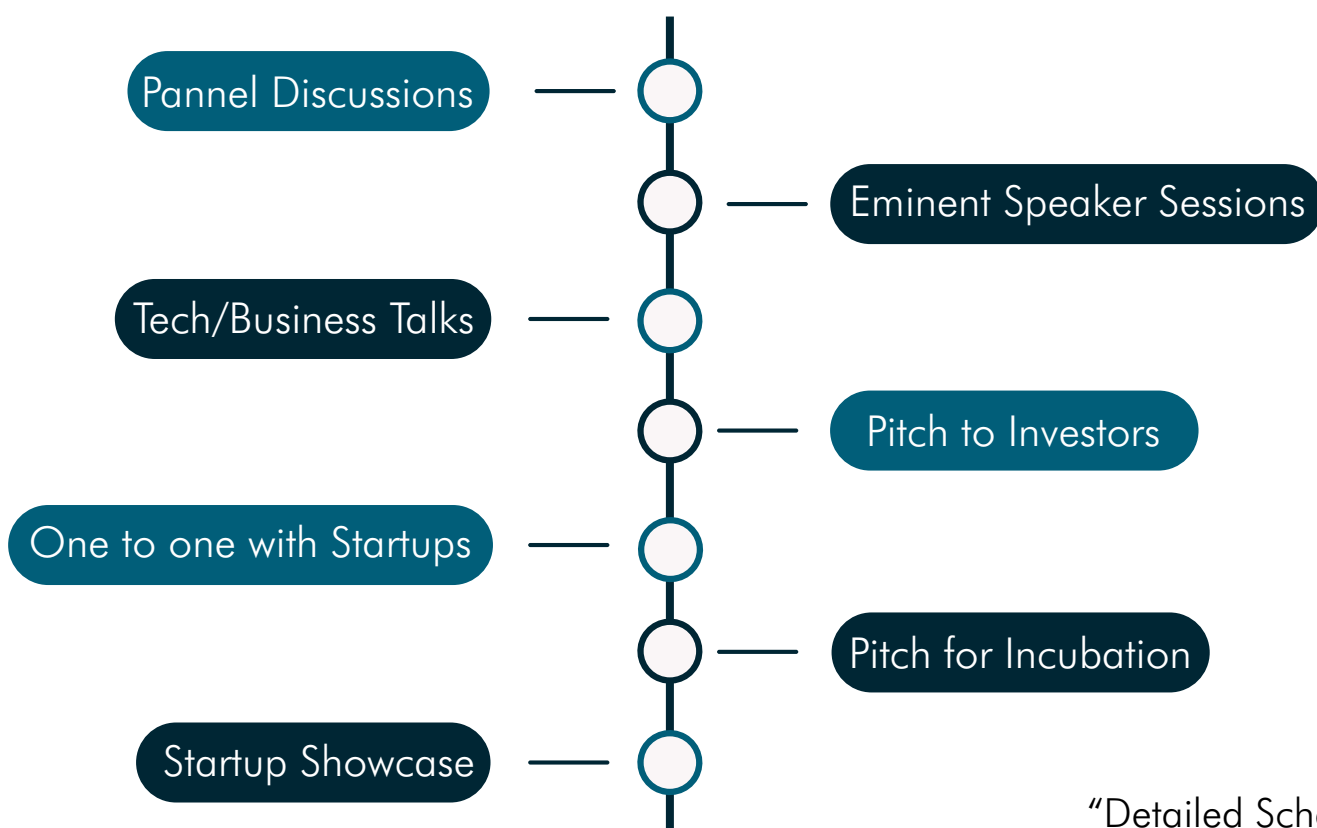 Pannel Discussions
Eminent Speaker Sessions
Tech/Business Talks
Pitch to Investors
One to one with Startups
Pitch for Incubation
Startup Showcase
“Detailed